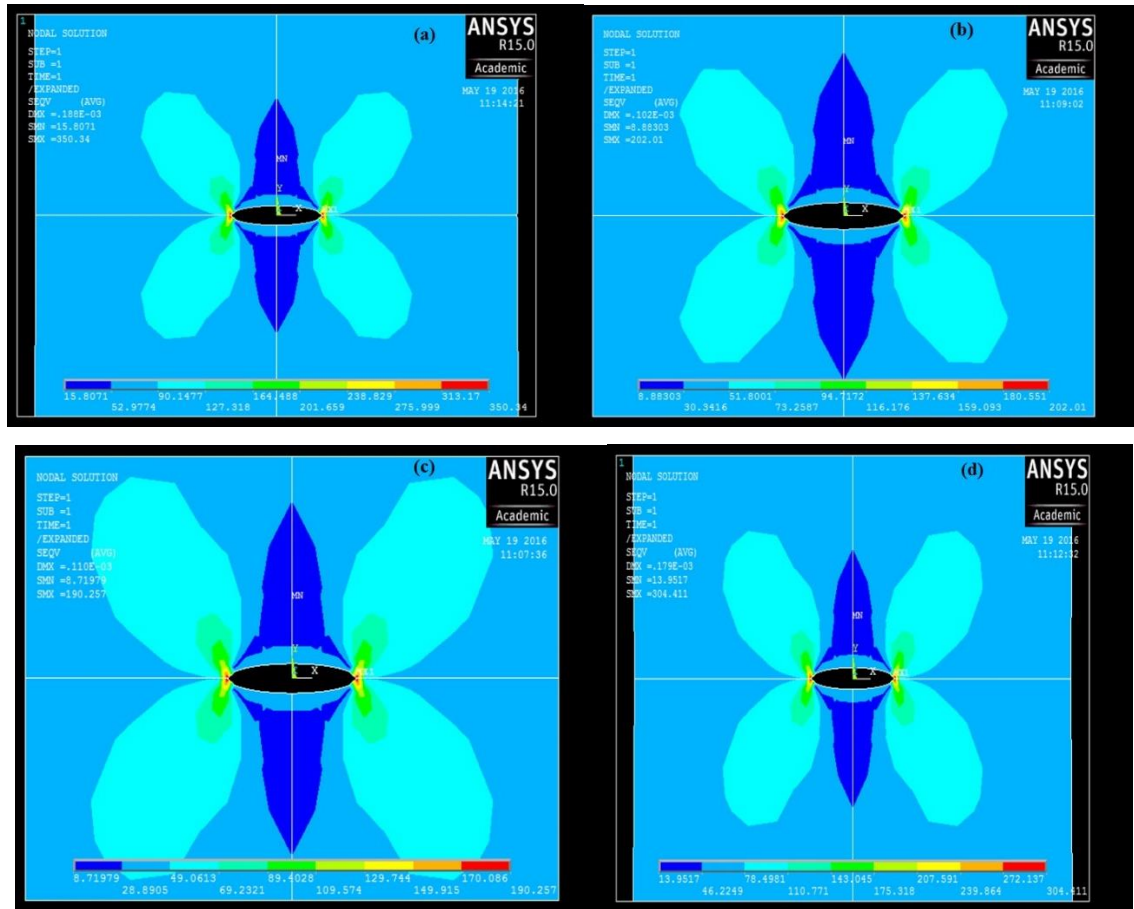 1
NODAL SOLUTION
STEP=1
SUB =1
TIME=1
/EXPANDED
SEQV (AVG)
DMX =.188E-03
SMN =15.8071
SMX =350.34
(a)
ANSYS
R15.0
Academic
MAY 19 2016
11:14:21
MN
Y
X
15.8071 90.1477 164.488 238.829 313.17
52.9774 127.318 201.659 275.999 350.34
NODAL SOLUTION
STEP=1
SUB =1
TIME=1
/EXPANDED
SEQV (AVG)
DMX =.102E-03
SMN =8.88303
SMX =202.01
(b)
ANSYS
R15.0
Academic
MAY 19 2016
11:09:02
MN
Y
X
8.88303 51.8001 94.7172 137.634 180.551
30.3416 73.2587 116.176 159.093 202.01
NODAL SOLUTION
STEP=1
SUB =1
TIME=1
/EXPANDED
SEQV (AVG)
DMX =.110E-03
SMN =8.71979
SMX =190.257
(c)
ANSYS
R15.0
Academic
MAY 19 2016
11:07:36
MN
Y
X
8.71979 49.0613 89.4028 129.744 170.086
28.8905 69.2321 109.574 149.915 190.257
1
NODAL SOLUTION
STEP=1
SUB =1
TIME=1
/EXPANDED
SEQV (AVG)
DMX =.179E-03
SMN =13.9517
SMX =304.411
(d)
ANSYS
R15.0
Academic
MAY 19 2016
11:12:32
MN
Y
X
13.9517 78.4981 143.045 207.591 272.137
46.2249 110.771 175.318 239.864 304.411